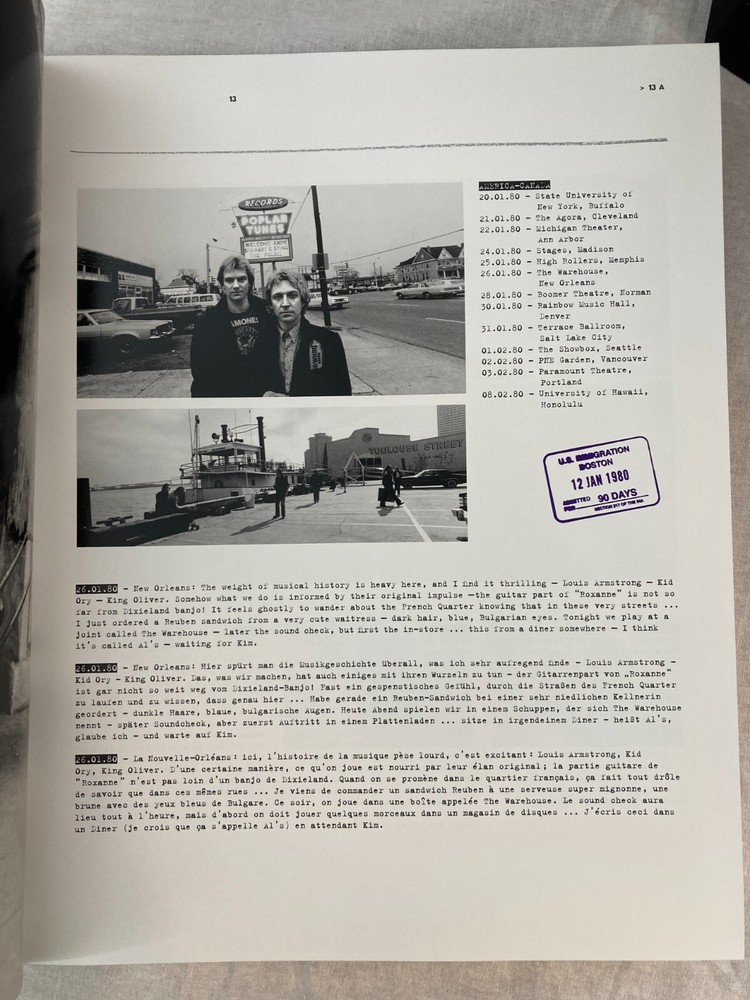 13
> 13 A
RECORDS
POPLAR
TUNES
WELCOME ANDY
STEWART & STING
THE POLICE
RAMONES
TOULOUSE STREET
AMERICA-CANADA
20.01.80 – State University of
New York, Buffalo
21.01.80 – The Agora, Cleveland
22.01.80 – Michigan Theater,
Ann Arbor
24.01.80 – Stages, Madison
25.01.80 – High Rollers, Memphis
26.01.80 – The Warehouse,
New Orleans
28.01.80 – Boomer Theatre, Norman
30.01.80 – Rainbow Music Hall,
Denver
31.01.80 – Terrace Ballroom,
Salt Lake City
01.02.80 – The Showbox, Seattle
02.02.80 – PNE Garden, Vancouver
03.02.80 – Paramount Theatre,
Portland
08.02.80 – University of Hawaii,
Honolulu
U.S. IMMIGRATION
BOSTON
12 JAN 1980
ADMITTED
FOR 90 DAYS
SECTION 217 OF THE INA
26.01.80 – New Orleans: The weight of musical history is heavy here, and I find it thrilling – Louis Armstrong – Kid
Ory – King Oliver. Somehow what we do is informed by their original impulse –the guitar part of "Roxanne" is not so
far from Dixieland banjo! It feels ghostly to wander about the French Quarter knowing that in these very streets ...
I just ordered a Reuben sandwich from a very cute waitress – dark hair, blue, Bulgarian eyes. Tonight we play at a
joint called The Warehouse – later the sound check, but first the in-store ... this from a diner somewhere – I think
it's called Al's – waiting for Kim.
26.01.80 – New Orleans: Hier spürt man die Musikgeschichte überall, was ich sehr aufregend finde – Louis Armstrong –
Kid Ory – King Oliver. Das, was wir machen, hat auch einiges mit ihren Wurzeln zu tun – der Gitarrenpart von „Roxanne"
ist gar nicht so weit weg vom Dixieland-Banjo! Fast ein gespenstisches Gefühl, durch die Straßen des French Quarter
zu laufen und zu wissen, dass genau hier ... Habe gerade ein Reuben-Sandwich bei einer sehr niedlichen Kellnerin
geordert – dunkle Haare, blaue, bulgarische Augen. Heute Abend spielen wir in einem Schuppen, der sich The Warehouse
nennt – später Soundcheck, aber zuerst Auftritt in einem Plattenladen ... sitze in irgendeinem Diner – heißt Al's,
glaube ich – und warte auf Kim.
26.01.80 – La Nouvelle-Orléans: ici, l'histoire de la musique pèse lourd, c'est excitant: Louis Armstrong, Kid
Ory, King Oliver. D'une certaine manière, ce qu'on joue est nourri par leur élan original; la partie guitare de
"Roxanne" n'est pas loin d'un banjo de Dixieland. Quand on se promène dans le quartier français, ça fait tout drôle
de savoir que dans ces mêmes rues ... Je viens de commander un sandwich Reuben à une serveuse super mignonne, une
brune avec des yeux bleus de Bulgare. Ce soir, on joue dans une boîte appelée The Warehouse. Le sound check aura
lieu tout à l'heure, mais d'abord on doit jouer quelques morceaux dans un magasin de disques ... J'écris ceci dans
un Diner (je crois que ça s'appelle Al's) en attendant Kim.